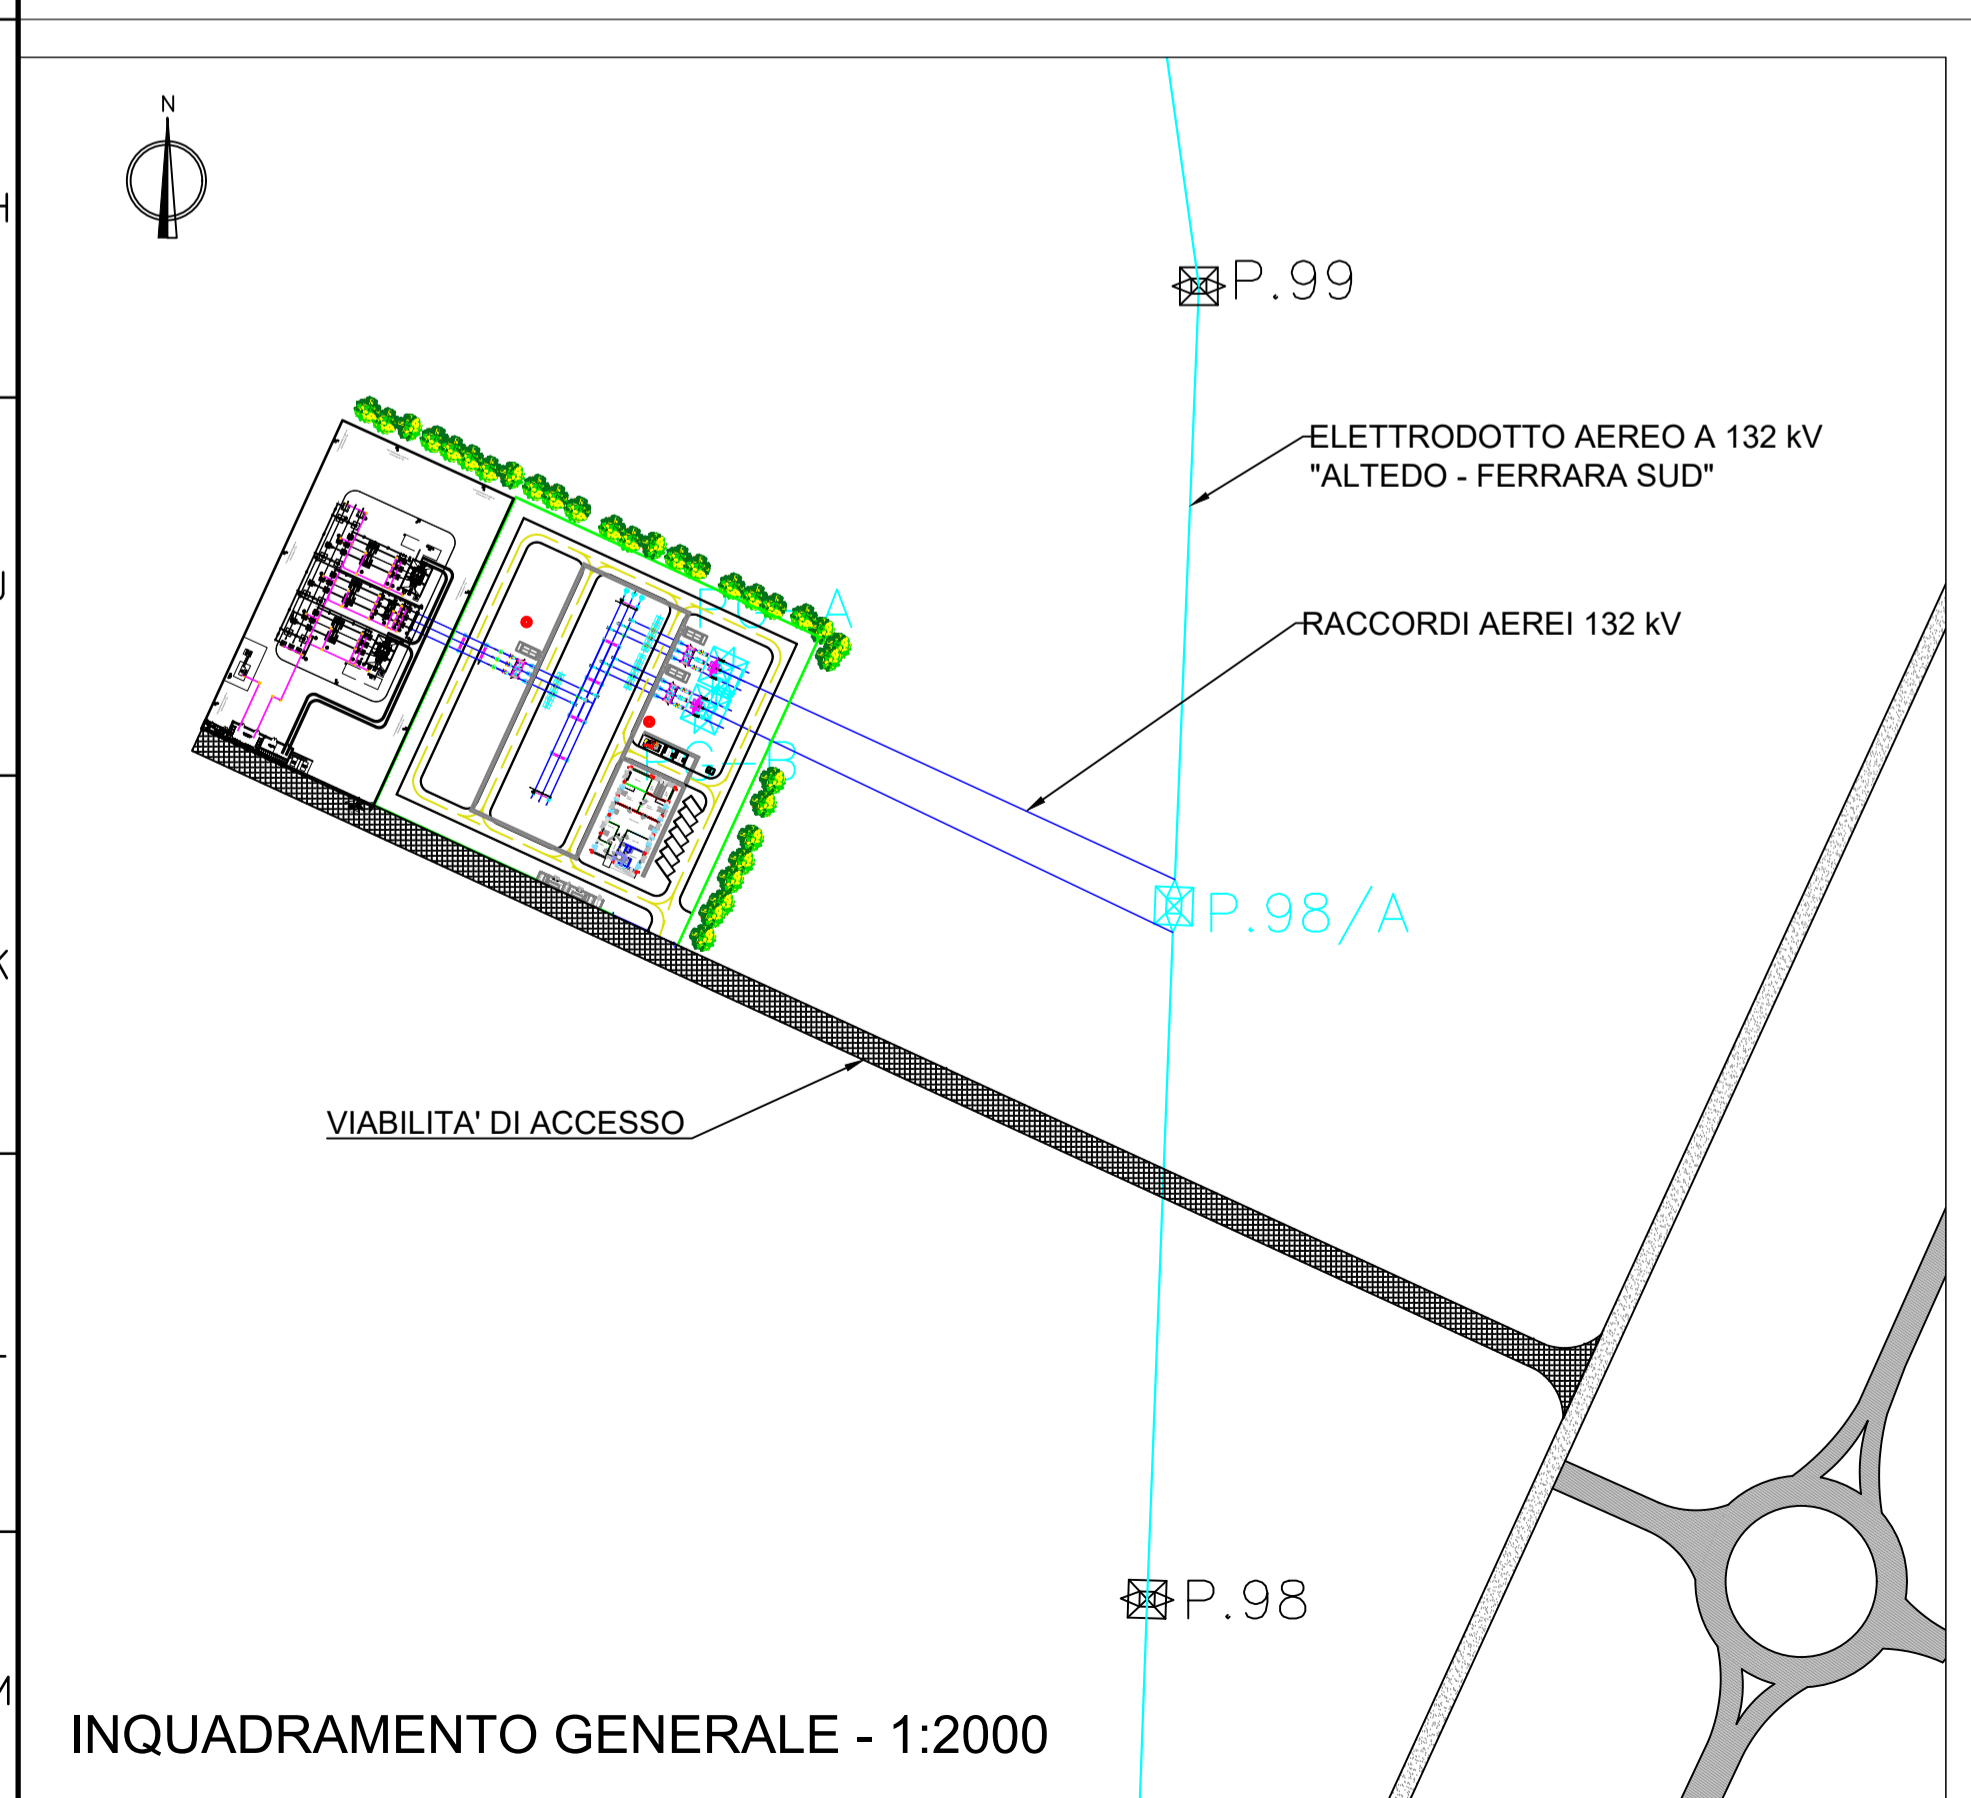 N
H
P.99
ELETTRODOTTO AEREO A 132 kV
"ALTEDO - FERRARA SUD"
J
A
RACCORDI AEREI 132 kV
B
P.98/A
K
VIABILITA' DI ACCESSO
P.98
M
INQUADRAMENTO GENERALE - 1:2000